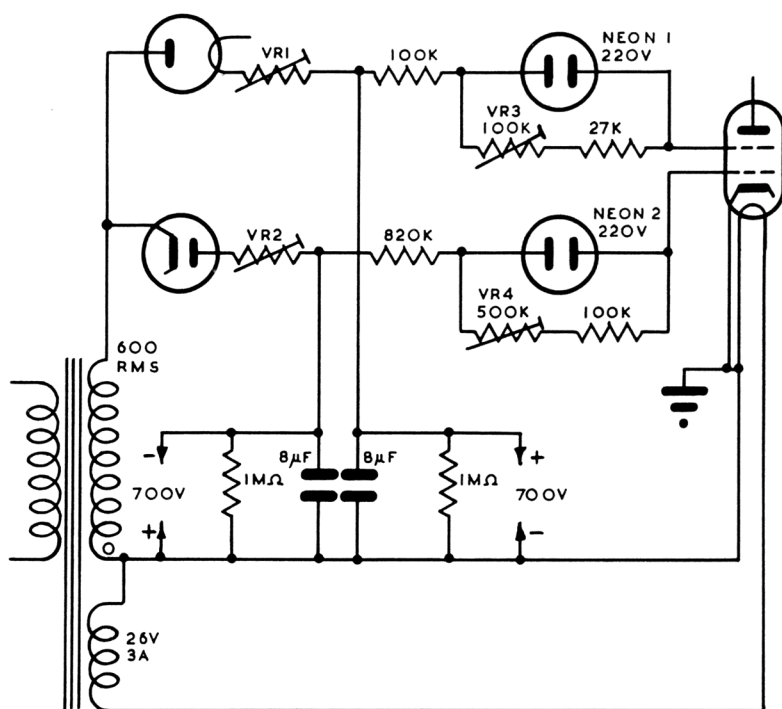 VR1
100K
NEON 1
220V
VR3
100K
27K
VR2
820K
NEON 2
220V
VR4
500K
100K
600
RMS
-
700V
+
1MΩ
8μF
8μF
1MΩ
+
700V
-
26V
3A